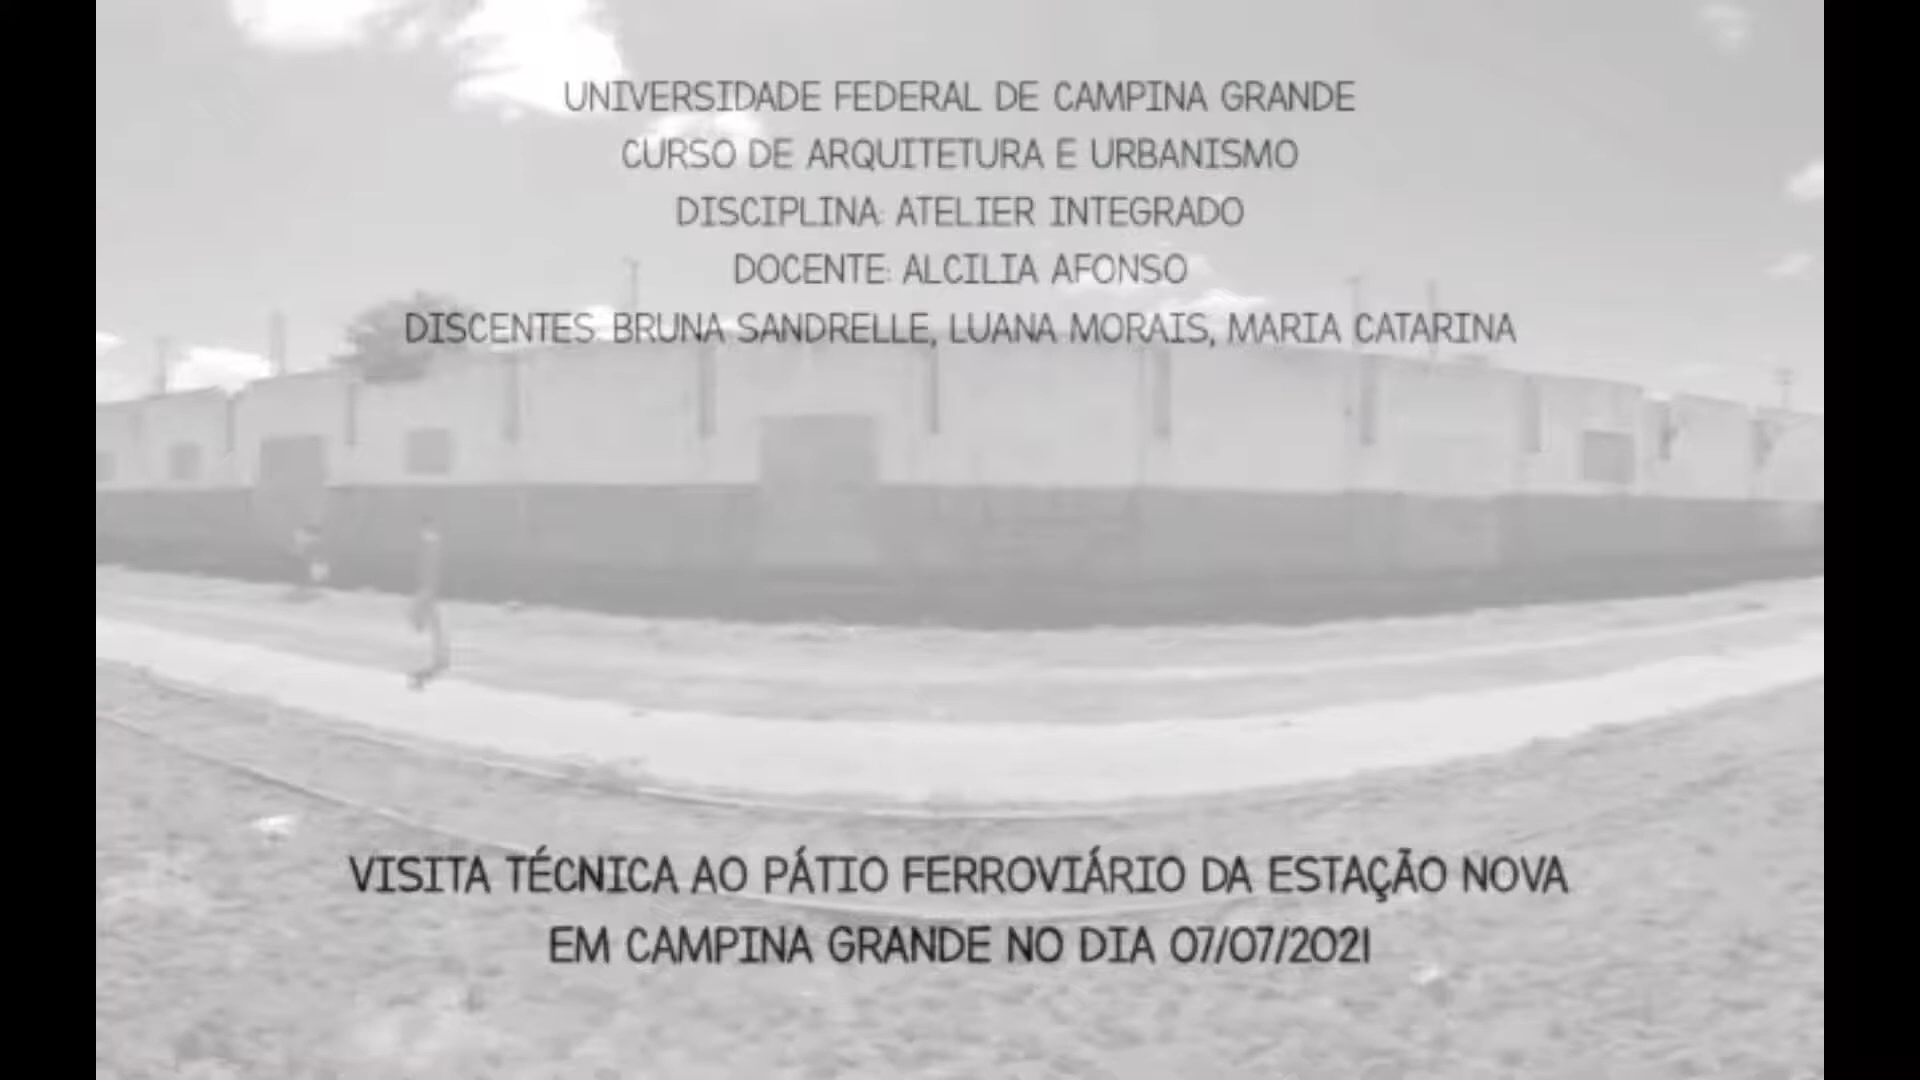 UNIVERSIDADE FEDERAL DE CAMPINA GRANDE
CURSO DE ARQUITETURA E URBANISMO
DISCIPLINA: ATELIER INTEGRADO
DOCENTE: ALCILIA AFONSO
DISCENTES: BRUNA SANDRELLE, LUANA MORAIS, MARIA CATARINA
VISITA TÉCNICA AO PÁTIO FERROVIÁRIO DA ESTAÇÃO NOVA
EM CAMPINA GRANDE NO DIA 07/07/2021